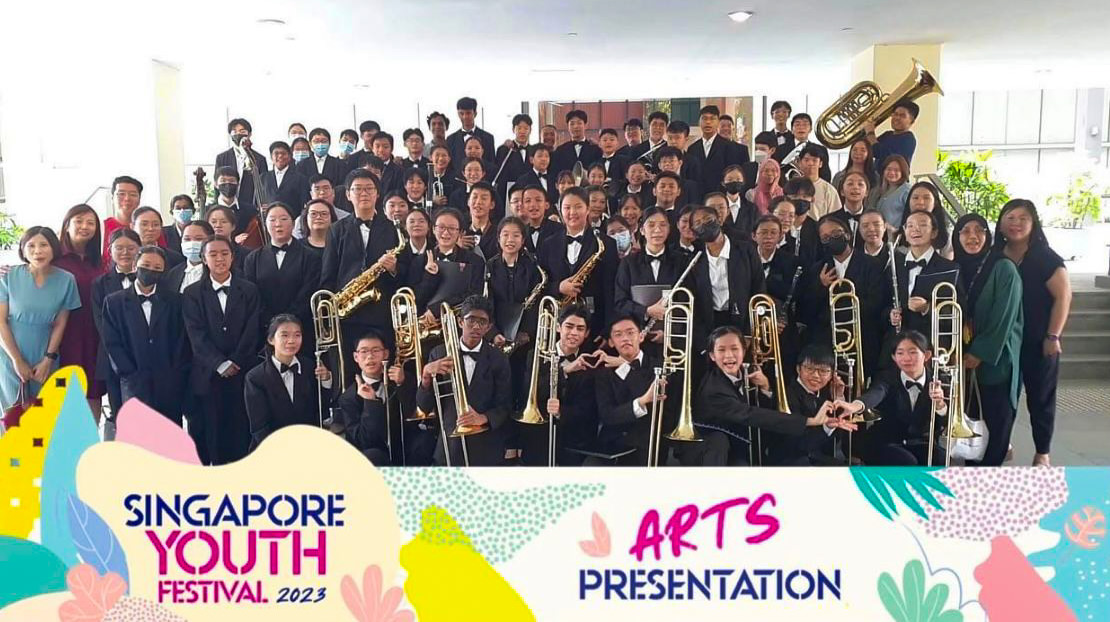 SINGAPORE
YOUTH
FESTIVAL 2023
ARTS
PRESENTATION